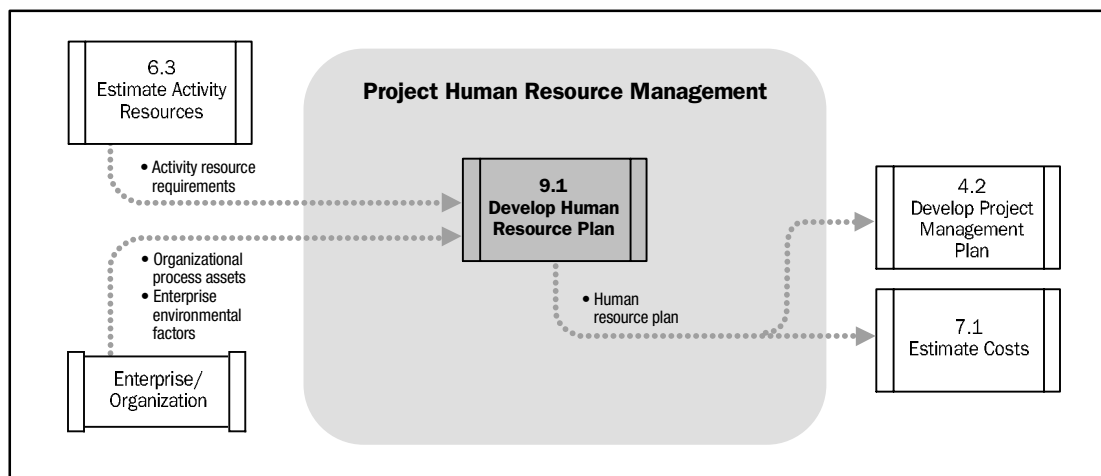 6.3
Estimate Activity
Resources
Project Human Resource Management
• Activity resource
requirements
9.1
Develop Human
Resource Plan
4.2
Develop Project
Management
Plan
• Organizational
process assets
• Enterprise
environmental
factors
• Human
resource plan
7.1
Estimate Costs
Enterprise/
Organization